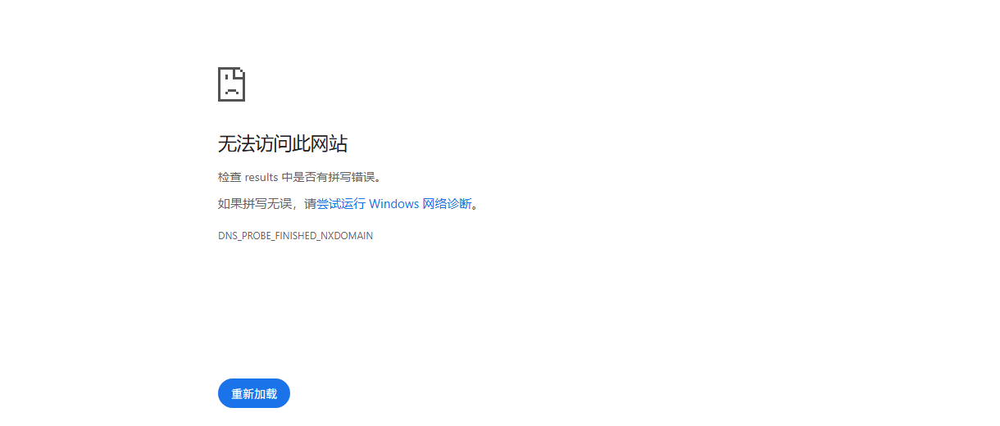 无法访问此网站
检查 results 中是否有拼写错误。
如果拼写无误，请尝试运行 Windows 网络诊断。
DNS_PROBE_FINISHED_NXDOMAIN
重新加载